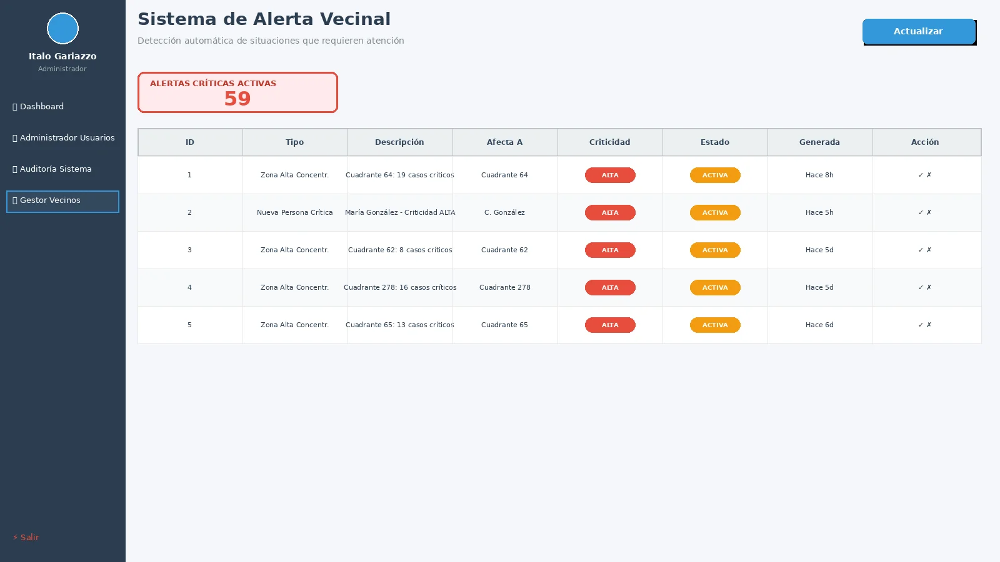 Italo Gariazzo
Administrador
Dashboard
Administrador Usuarios
Auditoría Sistema
Gestor Vecinos
⚡ Salir
Sistema de Alerta Vecinal
Detección automática de situaciones que requieren atención
Actualizar
ALERTAS CRÍTICAS ACTIVAS
59
ID Tipo Descripción Afecta A Criticidad Estado Generada Acción
1 Zona Alta Concentr. Cuadrante 64: 19 casos críticos Cuadrante 64 ALTA ACTIVA Hace 8h ✓ ✗
2 Nueva Persona Crítica María González - Criticidad ALTA C. González ALTA ACTIVA Hace 5h ✓ ✗
3 Zona Alta Concentr. Cuadrante 62: 8 casos críticos Cuadrante 62 ALTA ACTIVA Hace 5d ✓ ✗
4 Zona Alta Concentr. Cuadrante 278: 16 casos críticos Cuadrante 278 ALTA ACTIVA Hace 5d ✓ ✗
5 Zona Alta Concentr. Cuadrante 65: 13 casos críticos Cuadrante 65 ALTA ACTIVA Hace 6d ✓ ✗